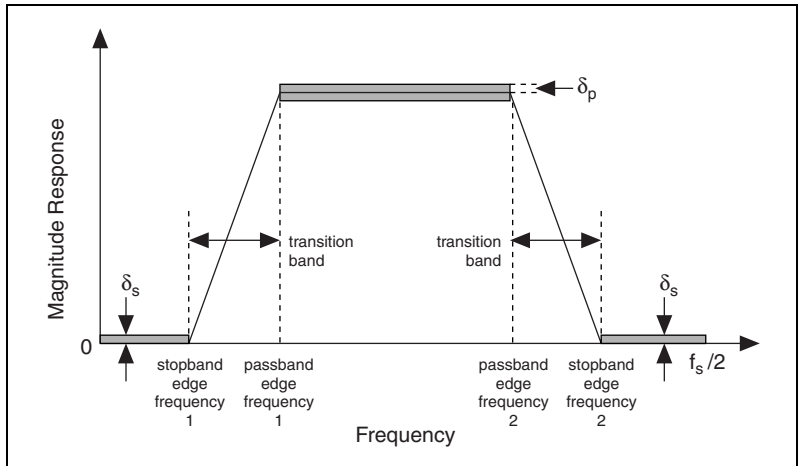 Magnitude Response
δp
transition
band
transition
band
δs
δs
0
fs/2
stopband
edge
frequency
1
passband
edge
frequency
1
passband
edge
frequency
2
stopband
edge
frequency
2
Frequency